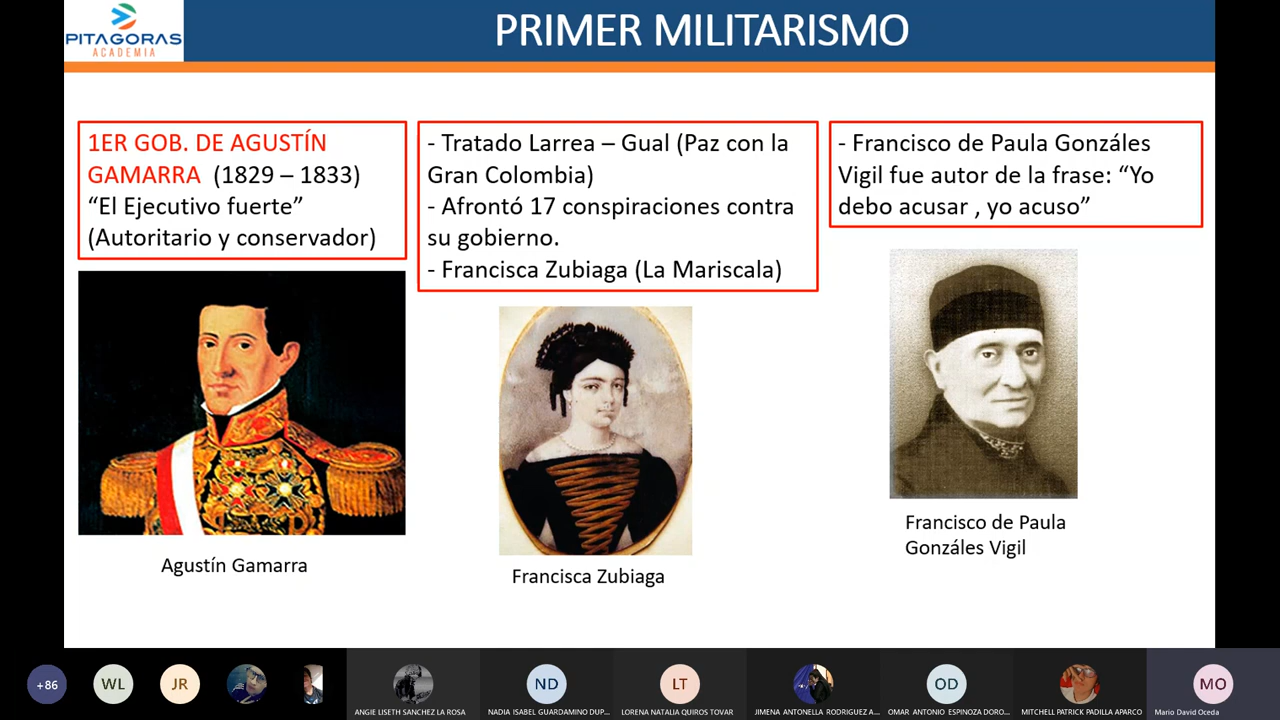 PITAGORAS
ACADEMIA
PRIMER MILITARISMO
1ER GOB. DE AGUSTÍN
GAMARRA (1829 – 1833)
“El Ejecutivo fuerte”
(Autoritario y conservador)
- Tratado Larrea – Gual (Paz con la
Gran Colombia)
- Afrontó 17 conspiraciones contra
su gobierno.
- Francisca Zubiaga (La Mariscala)
- Francisco de Paula Gonzáles
Vigil fue autor de la frase: “Yo
debo acusar , yo acuso”
Agustín Gamarra
Francisca Zubiaga
Francisco de Paula
Gonzáles Vigil
+86
WL
JR
ND
LT
OD
MO
ANGIE LISETH SANCHEZ LA ROSA
NADIA ISABEL GUARDAMINO DUP...
LORENA NATALIA QUIROS TOVAR
JIMENA ANTONELLA RODRIGUEZ A...
OMAR ANTONIO ESPINOZA DORO...
MITCHELL PATRICK PADILLA APARCO
Mario David Oceda